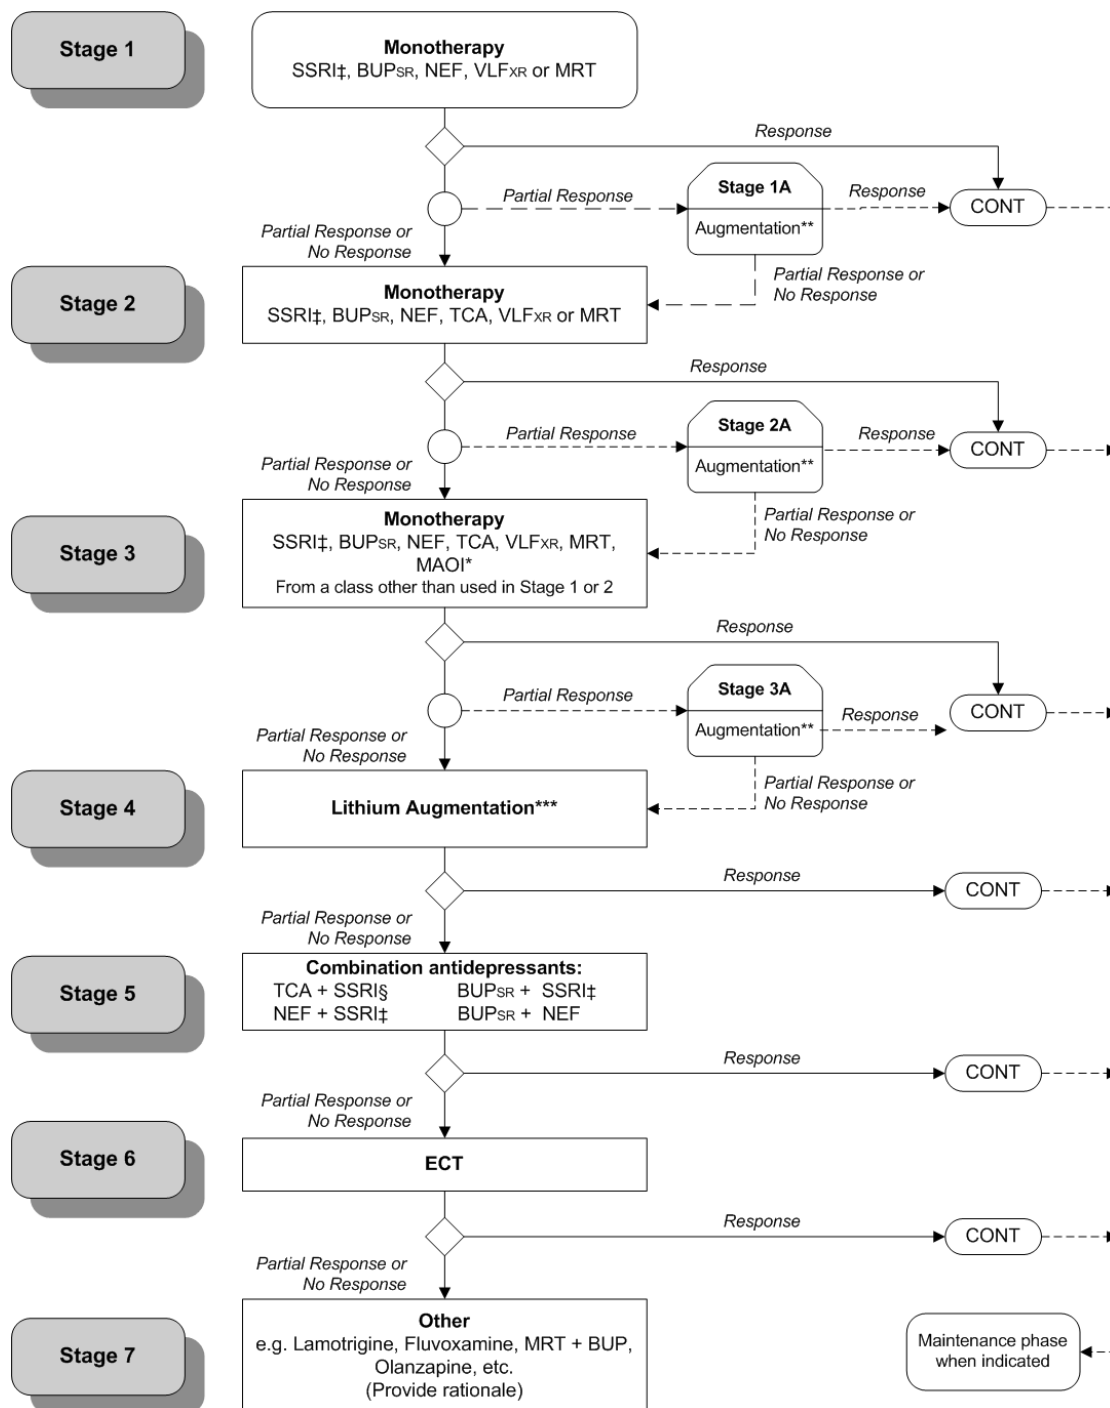 Stage 1
Monotherapy
SSRI‡, BUPSR, NEF, VLFXR or MRT
Response
Partial Response
Stage 1A
Augmentation**
Response
CONT
Partial Response or
No Response
Partial Response or
No Response
Stage 2
Monotherapy
SSRI‡, BUPSR, NEF, TCA, VLFXR or MRT
Response
Partial Response
Stage 2A
Augmentation**
Response
CONT
Partial Response or
No Response
Partial Response or
No Response
Stage 3
Monotherapy
SSRI‡, BUPSR, NEF, TCA, VLFXR, MRT,
MAOI*
From a class other than used in Stage 1 or 2
Response
Partial Response
Stage 3A
Augmentation**
Response
CONT
Partial Response or
No Response
Partial Response or
No Response
Stage 4
Lithium Augmentation***
Response
CONT
Partial Response or
No Response
Stage 5
Combination antidepressants:
TCA + SSRI§ BUPSR + SSRI‡
NEF + SSRI‡ BUPSR + NEF
Response
CONT
Partial Response or
No Response
Stage 6
ECT
Response
CONT
Partial Response or
No Response
Stage 7
Other
e.g. Lamotrigine, Fluvoxamine, MRT + BUP,
Olanzapine, etc.
(Provide rationale)
Maintenance phase
when indicated